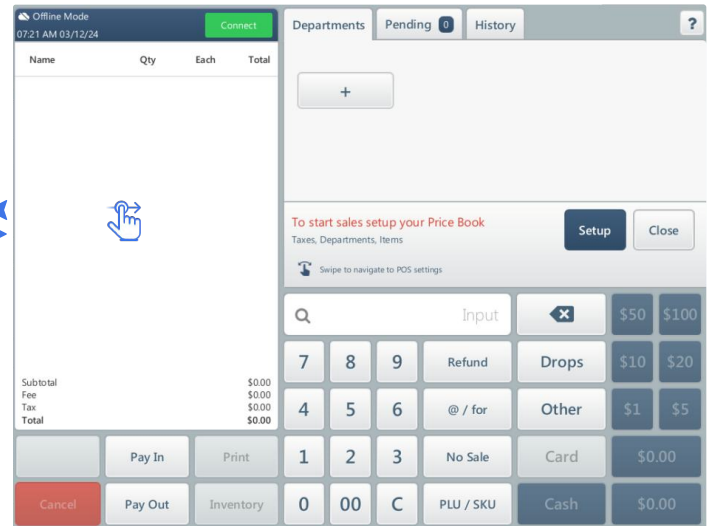 Offline Mode
07:21 AM 03/12/24
Connect
Name Qty Each Total
Subtotal $0.00
Fee $0.00
Tax $0.00
Total $0.00
Pay In Print
Cancel Pay Out Inventory
Departments Pending 0 History ?
+
To start sales setup your Price Book
Taxes, Departments, Items
Swipe to navigate to POS settings
Setup Close
Input $50 $100
7 8 9 Refund Drops $10 $20
4 5 6 @ / for Other $1 $5
1 2 3 No Sale Card $0.00
0 00 C PLU / SKU Cash $0.00